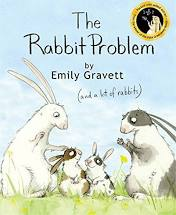 The
Rabbit Problem
by
Emily Gravett
(and a lot of rabbits)